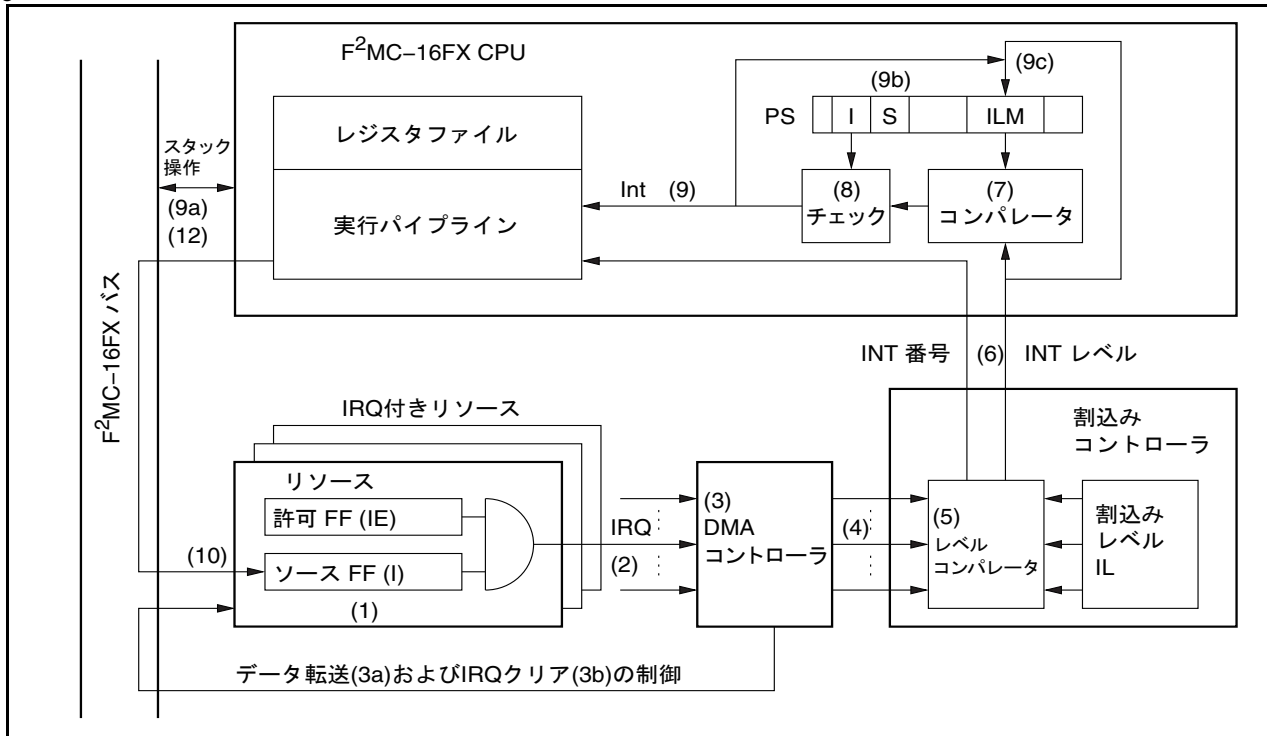 F²MC–16FX CPU
(9c)
(9b)
PS
I
S
ILM
レジスタファイル
スタック
操作
(9a)
(12)
Int (9)
(8)
チェック
(7)
コンパレータ
実行パイプライン
F²MC–16FX バス
INT 番号
(6)
INT レベル
IRQ付きリソース
割込み
コントローラ
リソース
許可 FF (IE)
ソース FF (I)
(1)
(10)
IRQ
(2)
(3)
DMA
コントローラ
(4)
(5)
レベル
コンパレータ
割込み
レベル
IL
データ転送(3a)およびIRQクリア(3b)の制御